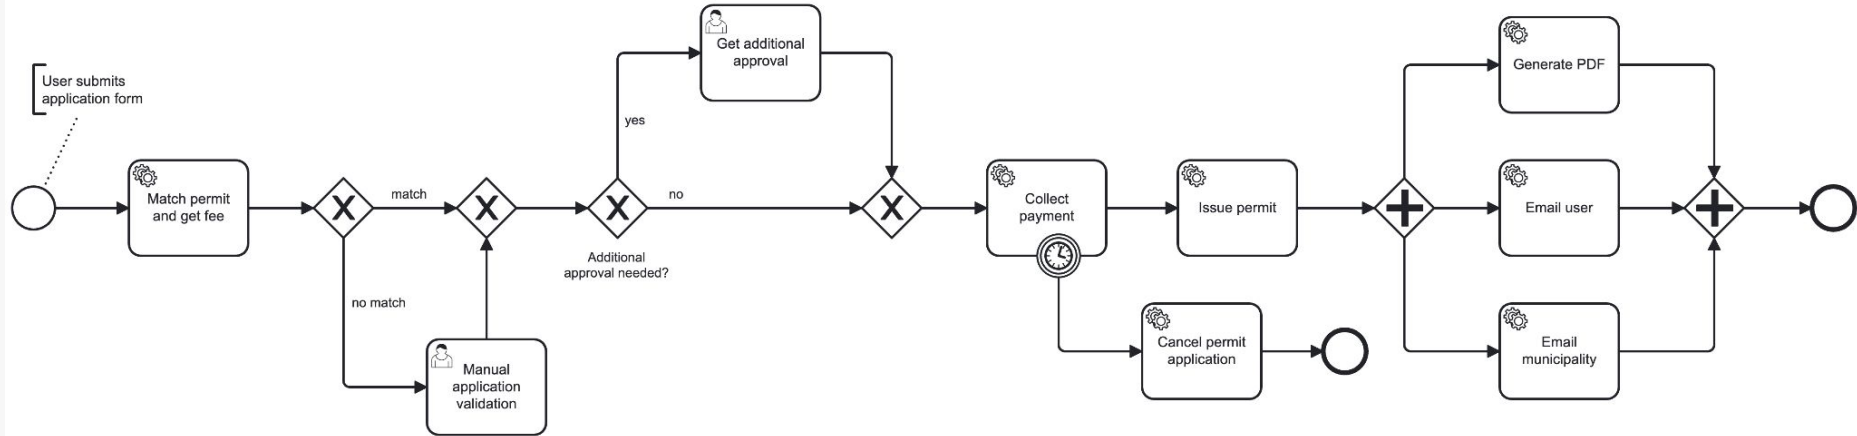 User submits
application form
Match permit
and get fee
match
no match
Manual
application
validation
Additional
approval needed?
yes
no
Get additional
approval
Collect
payment
Cancel permit
application
Issue permit
Generate PDF
Email user
Email
municipality